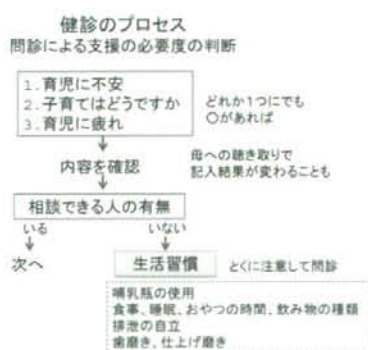 健診のプロセス
問診による支援の必要度の判断
1.育児に不安
2.子育てはどうですか
3.育児に疲れ
どれか1つにでも
○があれば
内容を確認
母への聴き取りで
記入結果が変わることも
相談できる人の有無
いる
いない
次へ
生活習慣
とくに注意して問診
哺乳瓶の使用
食事、睡眠、おやつの時間、飲み物の種類
排泄の自立
歯磨き、仕上げ磨き